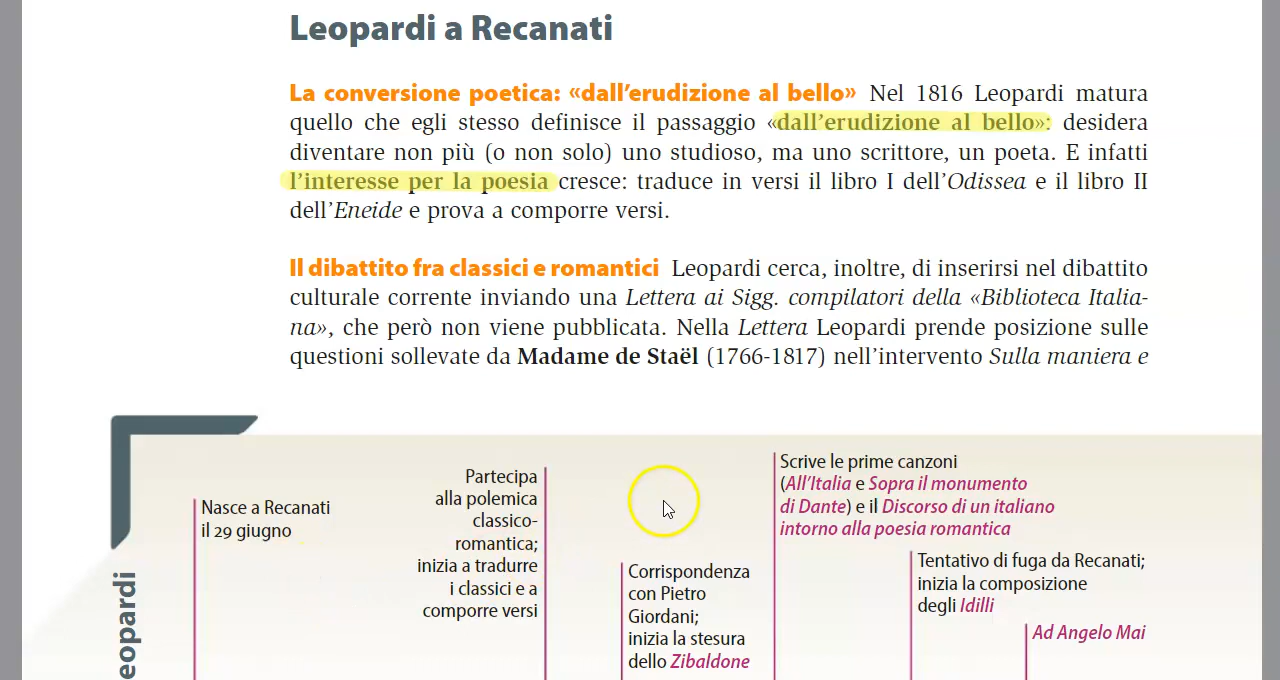 Leopardi a Recanati
La conversione poetica: «dall'erudizione al bello» Nel 1816 Leopardi matura
quello che egli stesso definisce il passaggio «dall'erudizione al bello»: desidera
diventare non più (o non solo) uno studioso, ma uno scrittore, un poeta. E infatti
l'interesse per la poesia cresce: traduce in versi il libro I dell'Odissea e il libro II
dell'Eneide e prova a comporre versi.
Il dibattito fra classici e romantici Leopardi cerca, inoltre, di inserirsi nel dibattito
culturale corrente inviando una Lettera ai Sigg. compilatori della «Biblioteca Italia-
na», che però non viene pubblicata. Nella Lettera Leopardi prende posizione sulle
questioni sollevate da Madame de Staël (1766-1817) nell'intervento Sulla maniera e
Nasce a Recanati
il 29 giugno
Partecipa
alla polemica
classico-
romantica;
inizia a tradurre
i classici e a
comporre versi
Corrispondenza
con Pietro
Giordani;
inizia la stesura
dello Zibaldone
Scrive le prime canzoni
(All'Italia e Sopra il monumento
di Dante) e il Discorso di un italiano
intorno alla poesia romantica
Tentativo di fuga da Recanati;
inizia la composizione
degli Idilli
Ad Angelo Mai
eopardi